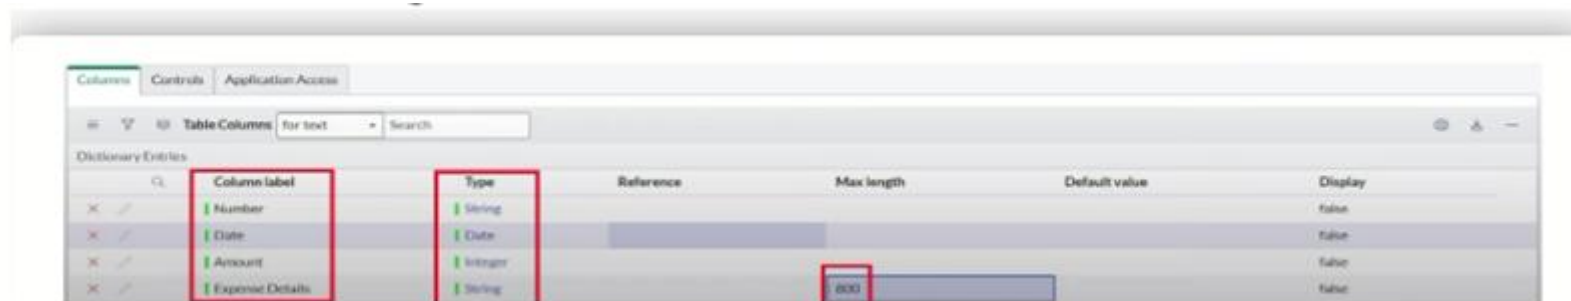 Columns Controls Application Access
Table Columns for text Search
Dictionary Entries
Column label Type Reference Max length Default value Display
Number String false
Date Date false
Amount Integer false
Expense Details String 800 false